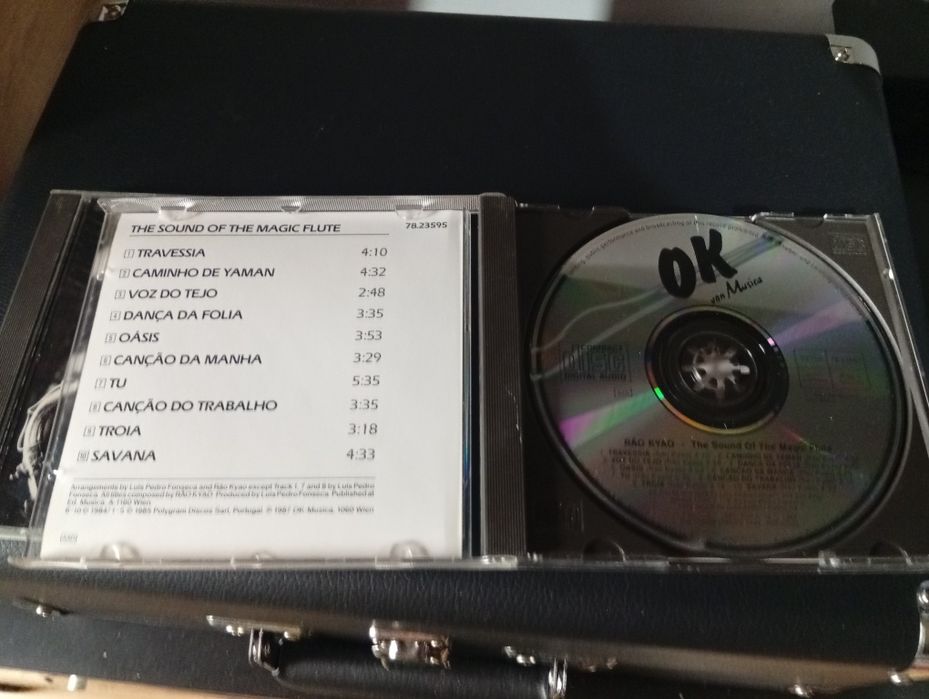 THE SOUND OF THE MAGIC FLUTE 78.23595
1 TRAVESSIA 4:10
2 CAMINHO DE YAMAN 4:32
3 VOZ DO TEJO 2:48
4 DANÇA DA FOLIA 3:35
5 OÁSIS 3:53
6 CANÇÃO DA MANHA 3:29
7 TU 5:35
8 CANÇÃO DO TRABALHO 3:35
9 TROIA 3:18
10 SAVANA 4:33
Arrangements by Luis Pedro Fonseca and Rão Kyao except Track 1, 7 and 8 by Luis Pedro
Fonseca. All titles composed by RÃO KYAO. Produced by Luis Pedro Fonseca. Published at
Ed. Musica, A-1160 Wien
6-10 © 1984/1-5 © 1985 Polygram Discos Sarl, Portugal ℗ 1987 OK. Musica, 1060 Wien
OK
von Musica
COMPACT
disc
DIGITAL AUDIO
RÃO KYAO - The Sound Of The Magic Flute